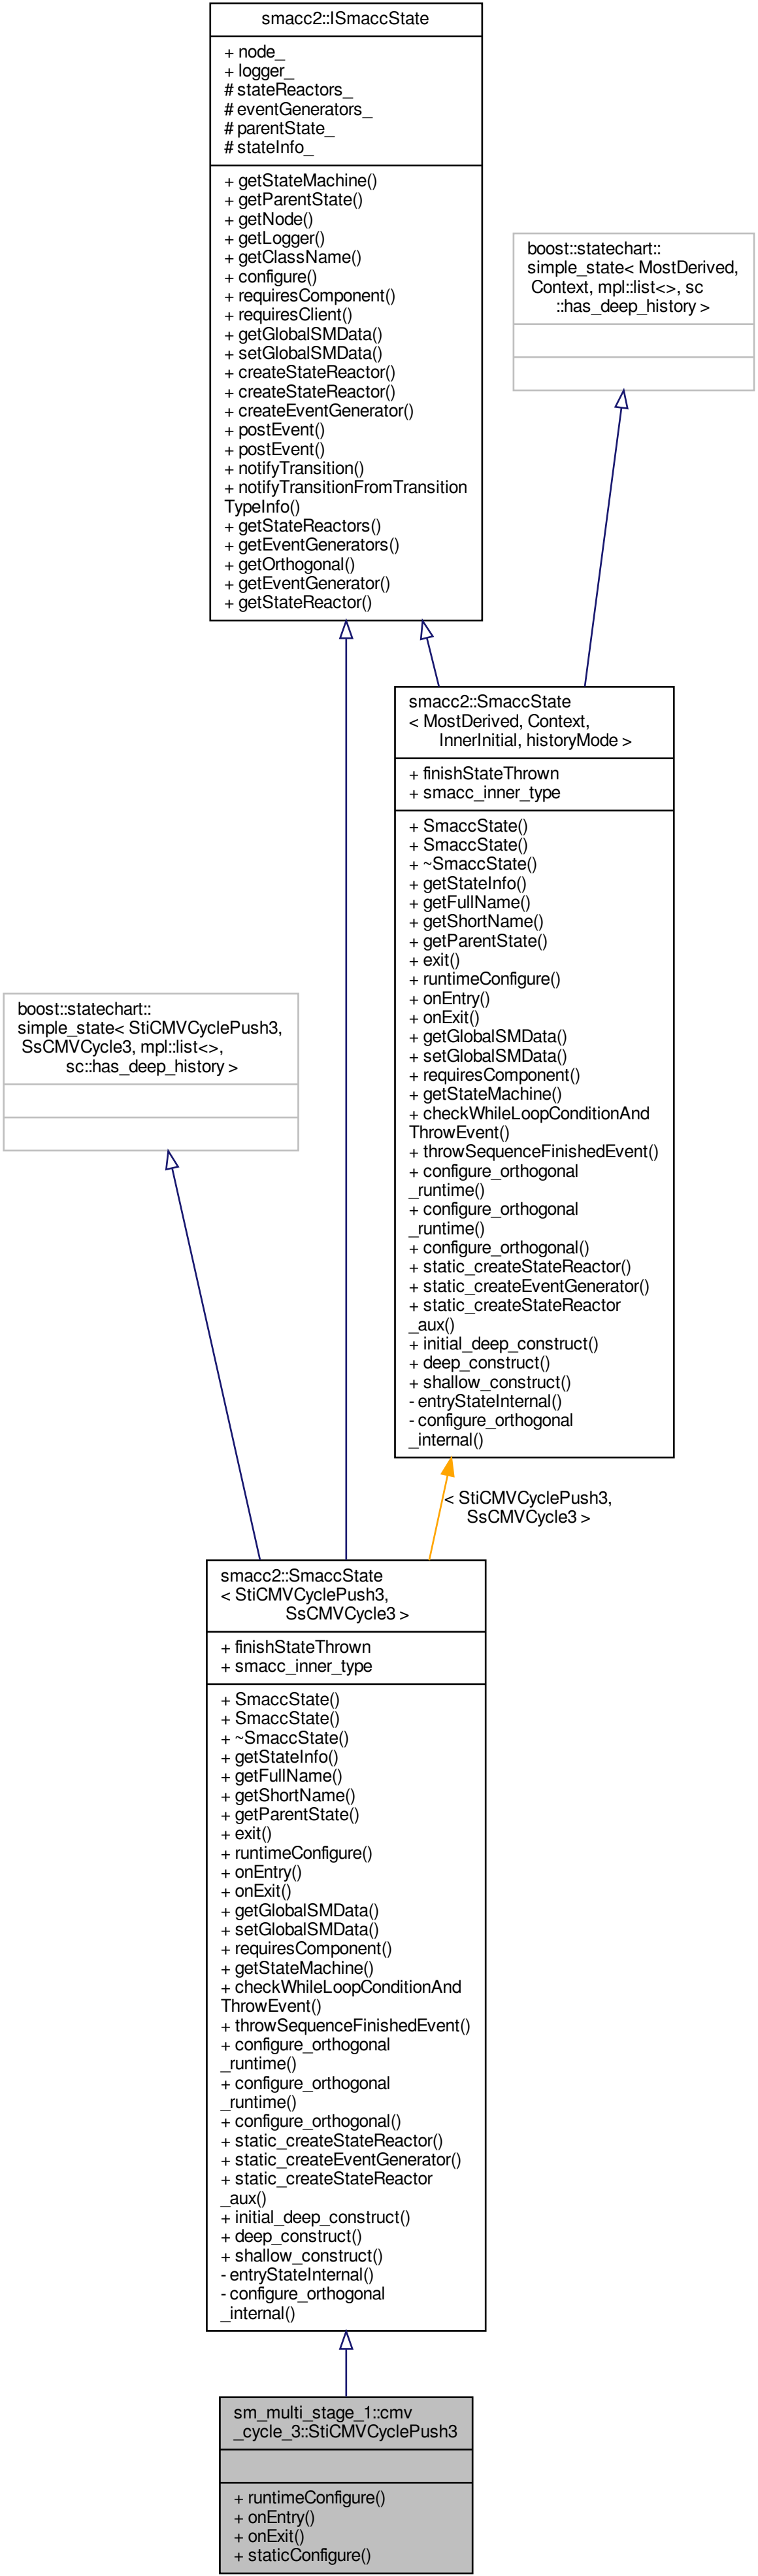 smacc2::ISmaccState
+ node_
+ logger_
# stateReactors_
# eventGenerators_
# parentState_
# stateInfo_
+ getStateMachine()
+ getParentState()
+ getNode()
+ getLogger()
+ getClassName()
+ configure()
+ requiresComponent()
+ requiresClient()
+ getGlobalSMData()
+ setGlobalSMData()
+ createStateReactor()
+ createStateReactor()
+ createEventGenerator()
+ postEvent()
+ postEvent()
+ notifyTransition()
+ notifyTransitionFromTransition
TypeInfo()
+ getStateReactors()
+ getEventGenerators()
+ getOrthogonal()
+ getEventGenerator()
+ getStateReactor()
boost::statechart::
simple_state< MostDerived,
Context, mpl::list<>, sc
::has_deep_history >
smacc2::SmaccState
< MostDerived, Context,
InnerInitial, historyMode >
+ finishStateThrown
+ smacc_inner_type
+ SmaccState()
+ SmaccState()
+ ~SmaccState()
+ getStateInfo()
+ getFullName()
+ getShortName()
+ getParentState()
+ exit()
+ runtimeConfigure()
+ onEntry()
+ onExit()
+ getGlobalSMData()
+ setGlobalSMData()
+ requiresComponent()
+ getStateMachine()
+ checkWhileLoopConditionAnd
ThrowEvent()
+ throwSequenceFinishedEvent()
+ configure_orthogonal
_runtime()
+ configure_orthogonal
_runtime()
+ configure_orthogonal()
+ static_createStateReactor()
+ static_createEventGenerator()
+ static_createStateReactor
_aux()
+ initial_deep_construct()
+ deep_construct()
+ shallow_construct()
- entryStateInternal()
- configure_orthogonal
_internal()
boost::statechart::
simple_state< StiCMVCyclePush3,
SsCMVCycle3, mpl::list<>,
sc::has_deep_history >
< StiCMVCyclePush3,
SsCMVCycle3 >
smacc2::SmaccState
< StiCMVCyclePush3,
SsCMVCycle3 >
+ finishStateThrown
+ smacc_inner_type
+ SmaccState()
+ SmaccState()
+ ~SmaccState()
+ getStateInfo()
+ getFullName()
+ getShortName()
+ getParentState()
+ exit()
+ runtimeConfigure()
+ onEntry()
+ onExit()
+ getGlobalSMData()
+ setGlobalSMData()
+ requiresComponent()
+ getStateMachine()
+ checkWhileLoopConditionAnd
ThrowEvent()
+ throwSequenceFinishedEvent()
+ configure_orthogonal
_runtime()
+ configure_orthogonal
_runtime()
+ configure_orthogonal()
+ static_createStateReactor()
+ static_createEventGenerator()
+ static_createStateReactor
_aux()
+ initial_deep_construct()
+ deep_construct()
+ shallow_construct()
- entryStateInternal()
- configure_orthogonal
_internal()
sm_multi_stage_1::cmv
_cycle_3::StiCMVCyclePush3
+ runtimeConfigure()
+ onEntry()
+ onExit()
+ staticConfigure()